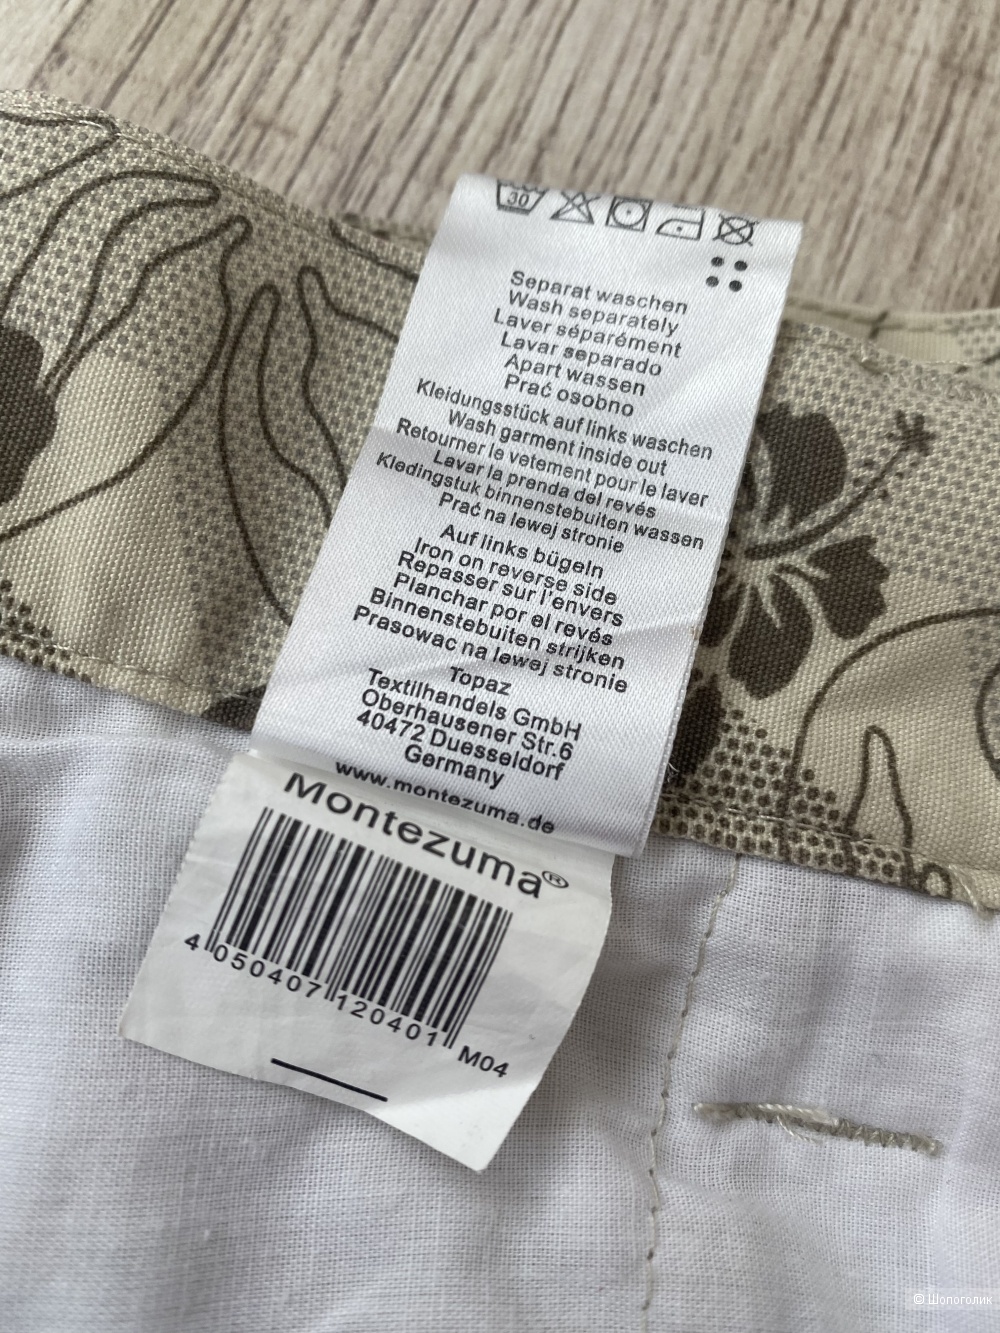 30
Separat waschen
Wash separately
Laver séparément
Lavar separado
Apart wassen
Prać osobno
Kleidungsstück auf links waschen
Wash garment inside out
Retourner le vetement pour le laver
Lavar la prenda del revés
Kledingstuk binnenstebuiten wassen
Prać na lewej stronie
Auf links bügeln
Iron on reverse side
Repasser sur l'envers
Planchar por el revés
Binnenstebuiten strijken
Prasowac na lewej stronie
Topaz
Textilhandels GmbH
Oberhausener Str.6
40472 Duesseldorf
Germany
www.montezuma.de
Montezuma®
4 050407 120401 M04
© Шопоголик